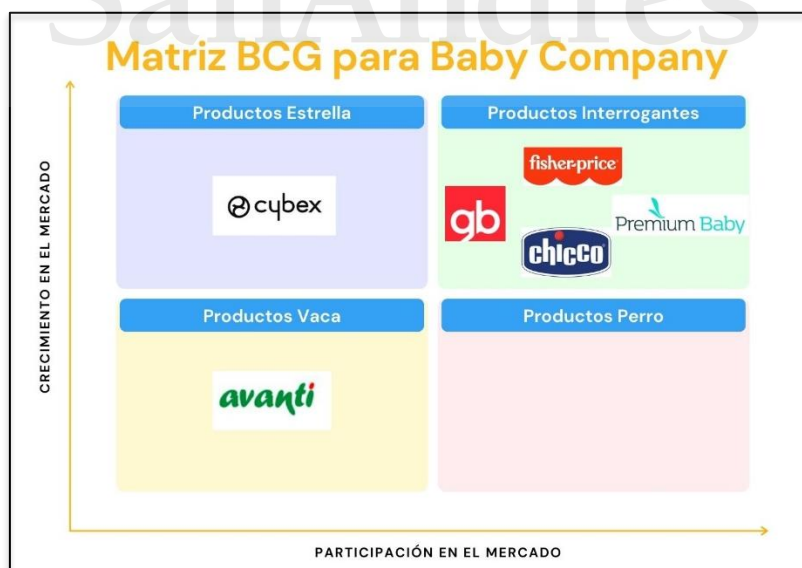 SanAndrés
Matriz BCG para Baby Company
CRECIMIENTO EN EL MERCADO
Productos Estrella
cybex
Productos Interrogantes
fisher-price
gb
Premium Baby
chicco
Productos Vaca
avanti
Productos Perro
PARTICIPACIÓN EN EL MERCADO